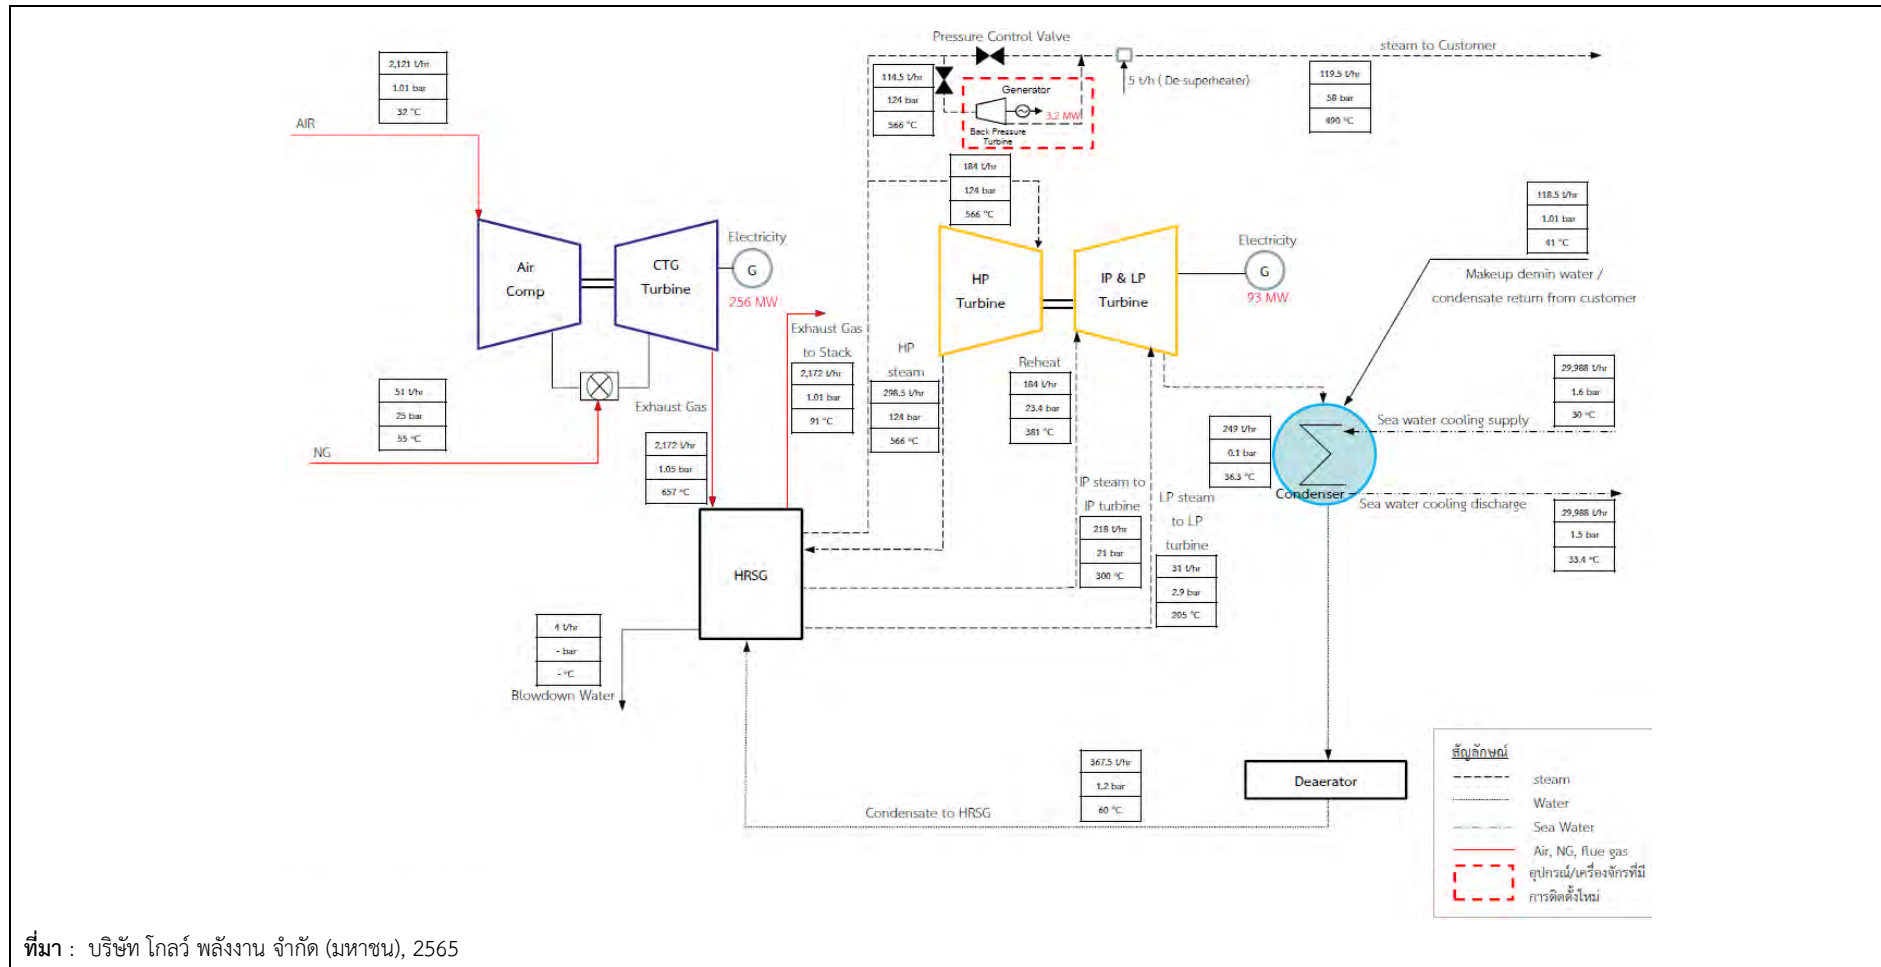 Pressure Control Valve
steam to Customer
2,121 t/hr
1.01 bar
32 °C
114.5 t/hr
124 bar
566 °C
Generator
3.2 MW
Back Pressure
Turbine
5 t/h ( De-superheater)
119.5 t/hr
58 bar
490 °C
AIR
184 t/hr
124 bar
566 °C
118.5 t/hr
1.01 bar
41 °C
Makeup demin water /
condensate return from customer
Air
Comp
CTG
Turbine
Electricity
G
256 MW
HP
Turbine
IP & LP
Turbine
Electricity
G
93 MW
Exhaust Gas
to Stack
2,172 t/hr
1.01 bar
91 °C
HP
steam
298.5 t/hr
124 bar
566 °C
Reheat
184 t/hr
23.4 bar
381 °C
29,988 t/hr
1.6 bar
30 °C
Sea water cooling supply
51 t/hr
25 bar
55 °C
NG
Exhaust Gas
2,172 t/hr
1.05 bar
657 °C
249 t/hr
0.1 bar
36.3 °C
Condenser
Sea water cooling discharge
29,988 t/hr
1.5 bar
33.4 °C
IP steam to
IP turbine
218 t/hr
21 bar
300 °C
LP steam
to LP
turbine
31 t/hr
2.9 bar
205 °C
HRSG
4 t/hr
- bar
- °C
Blowdown Water
367.5 t/hr
1.2 bar
60 °C
Condensate to HRSG
Deaerator
สัญลักษณ์
steam
Water
Sea Water
Air, NG, flue gas
อุปกรณ์/เครื่องจักรที่มี
การติดตั้งใหม่
ที่มา : บริษัท โกลว์ พลังงาน จำกัด (มหาชน), 2565